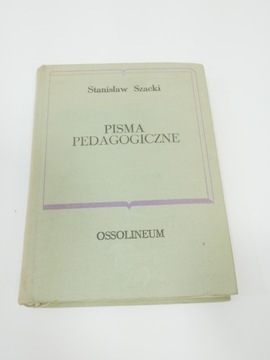 Stanisław Szacki
PISMA
PEDAGOGICZNE
OSSOLINEUM